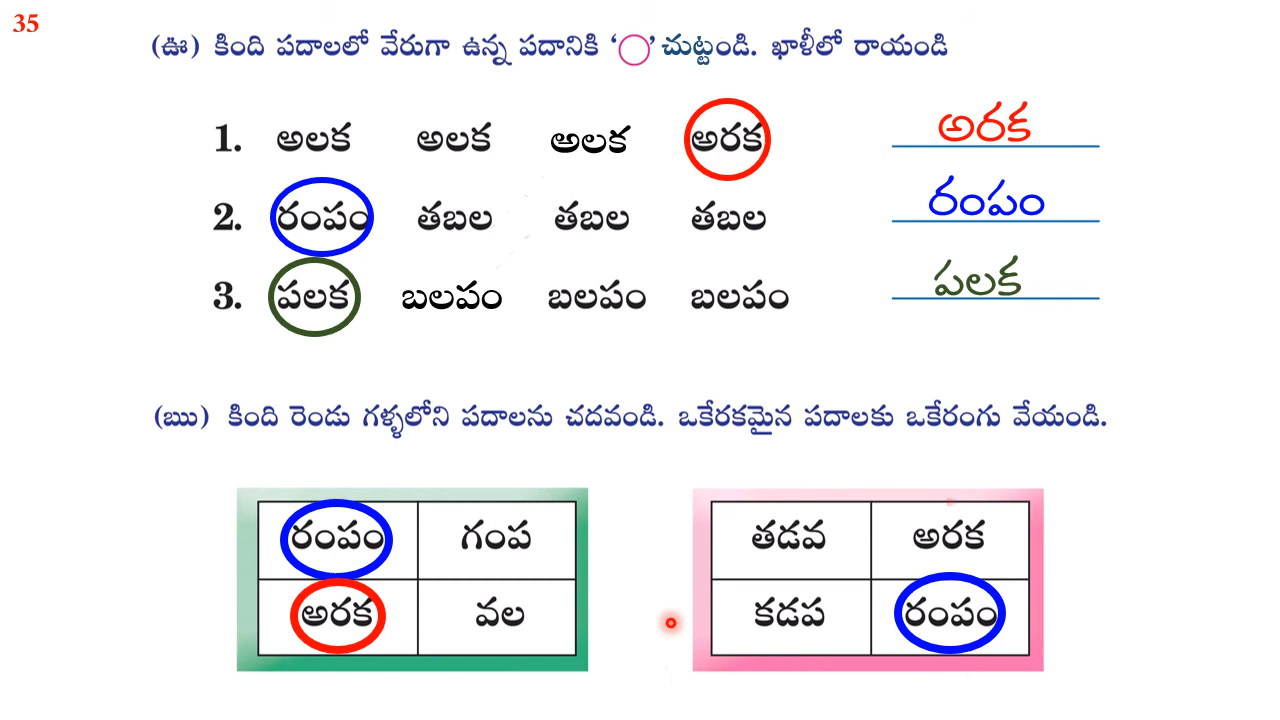 35
(ఊ) కింది పదాలలో వేరుగా ఉన్న పదానికి ‘○’ చుట్టండి. ఖాళీలో రాయండి
1. అలక అలక అలక అరక అరక
2. రంపం తబల తబల తబల రంపం
3. పలక బలపం బలపం బలపం పలక
(ఋ) కింది రెండు గళ్ళలోని పదాలను చదవండి. ఒకేరకమైన పదాలకు ఒకేరంగు వేయండి.
రంపం గంప తడవ అరక
అరక వల కడప రంపం